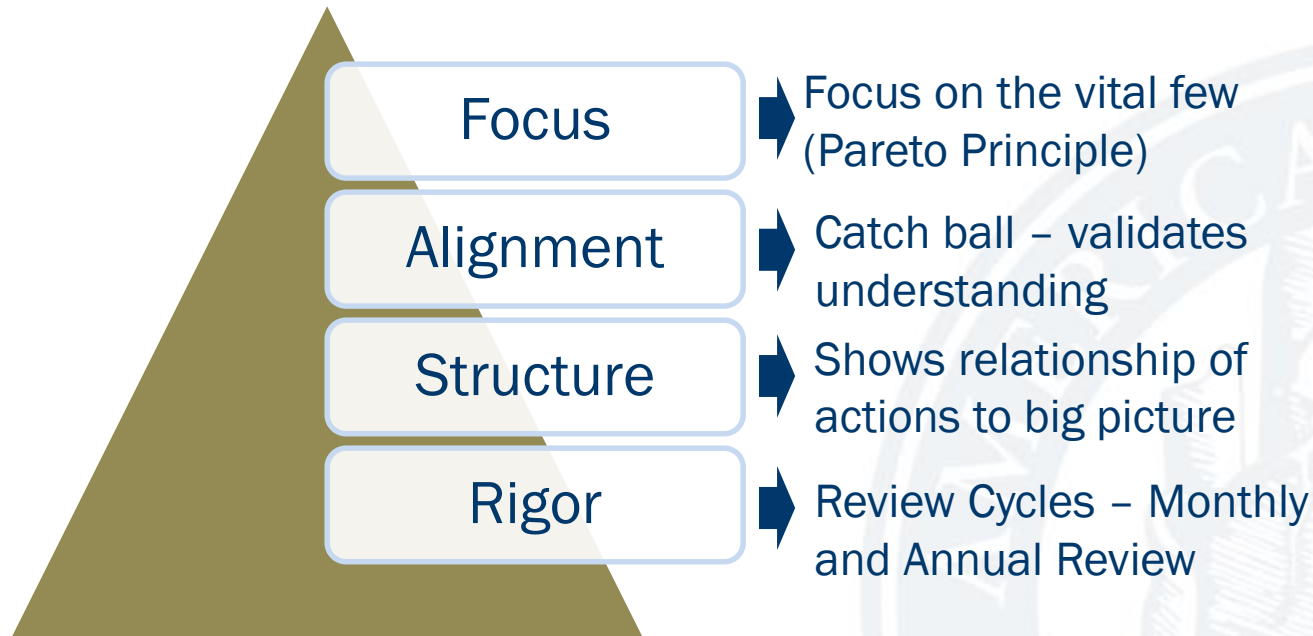 Focus
Focus on the vital few
(Pareto Principle)
Alignment
Catch ball – validates
understanding
Structure
Shows relationship of
actions to big picture
Rigor
Review Cycles – Monthly
and Annual Review